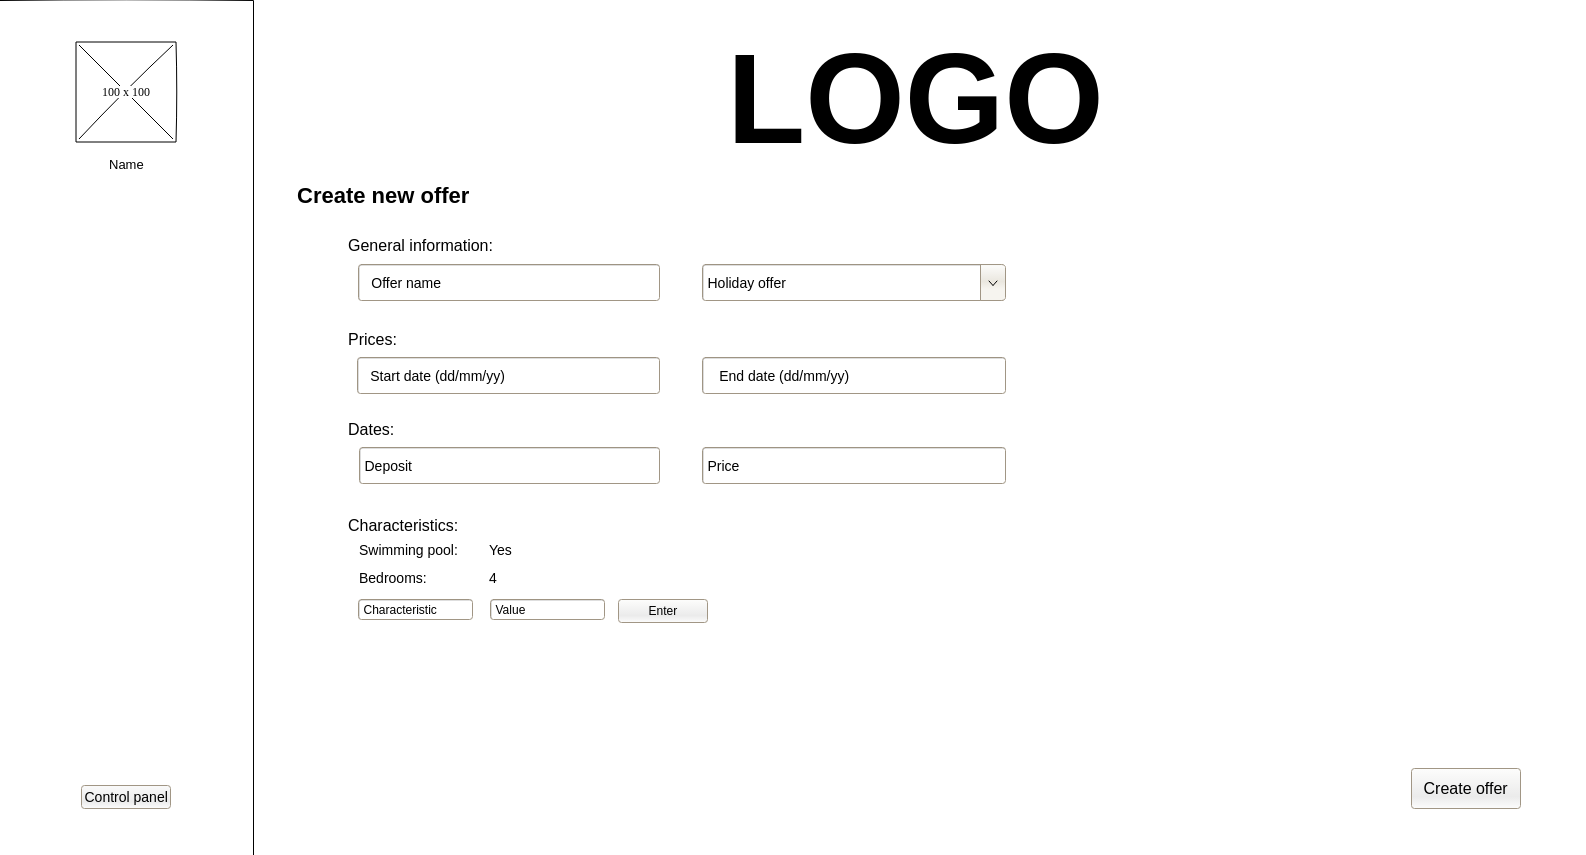 100 x 100
Name
Control panel
LOGO
Create new offer
General information:
Offer name
Holiday offer
Prices:
Start date (dd/mm/yy)
End date (dd/mm/yy)
Dates:
Deposit
Price
Characteristics:
Swimming pool: Yes
Bedrooms: 4
Characteristic
Value
Enter
Create offer